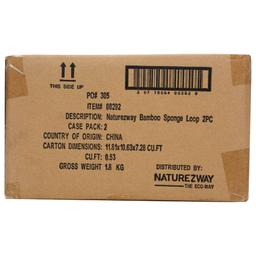 THIS SIDE UP
PO# 305
ITEM# 00282
DESCRIPTION: Naturezway Bamboo Sponge Loop 2PC
CASE PACK: 2
COUNTRY OF ORIGIN: CHINA
CARTON DIMENSIONS: 11.81x10.63x7.28 CU.FT
CU.FT: 0.53
GROSS WEIGHT: 1.8 KG
DISTRIBUTED BY:
NATUREZWAY
THE ECO-WAY